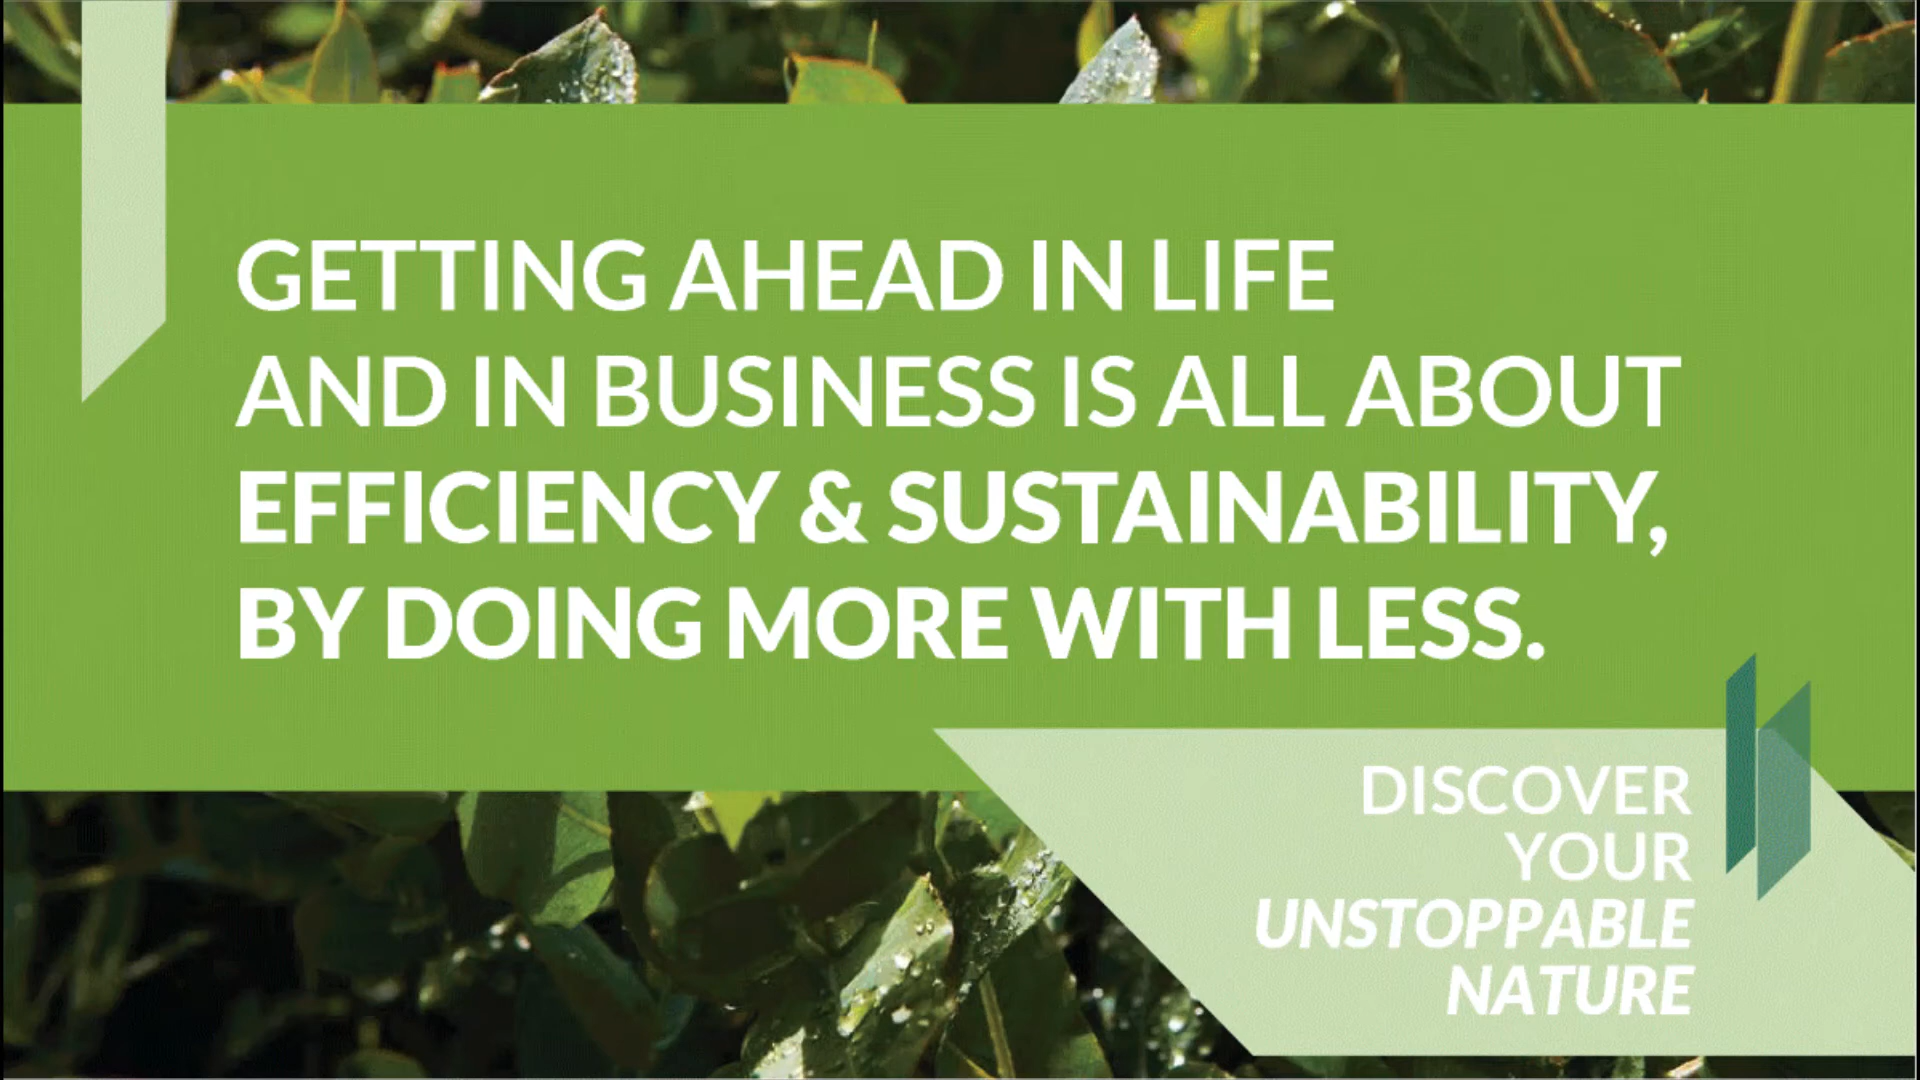 GETTING AHEAD IN LIFE
AND IN BUSINESS IS ALL ABOUT
EFFICIENCY & SUSTAINABILITY,
BY DOING MORE WITH LESS.
DISCOVER
YOUR
UNSTOPPABLE
NATURE